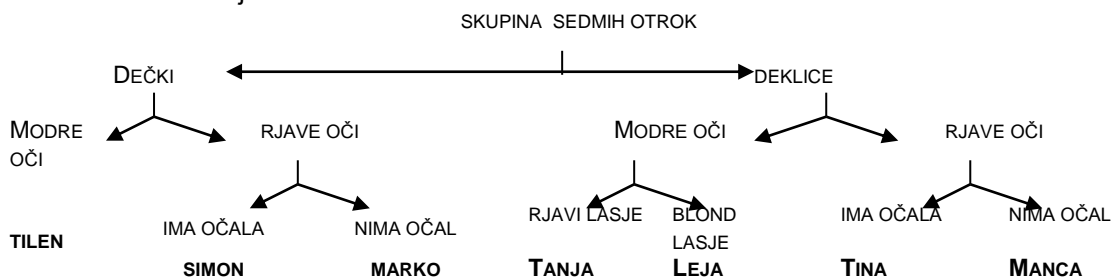 SKUPINA SEDMIH OTROK
DEČKI DEKLICE
MODRE OČI RJAVE OČI MODRE OČI RJAVE OČI
IMA OČALA NIMA OČAL RJAVI LASJE BLOND LASJE IMA OČALA NIMA OČAL
TILEN SIMON MARKO TANJA LEJA TINA MANCA